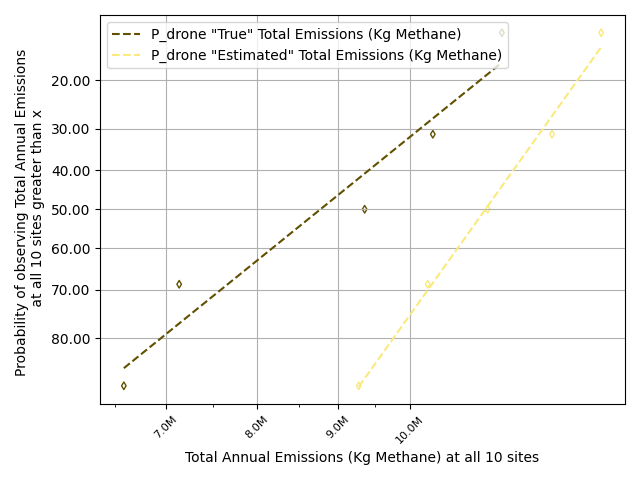 P_drone "True" Total Emissions (Kg Methane)
P_drone "Estimated" Total Emissions (Kg Methane)
Probability of observing Total Annual Emissions
at all 10 sites greater than x
20.00
30.00
40.00
50.00
60.00
70.00
80.00
7.0M
8.0M
9.0M
10.0M
Total Annual Emissions (Kg Methane) at all 10 sites